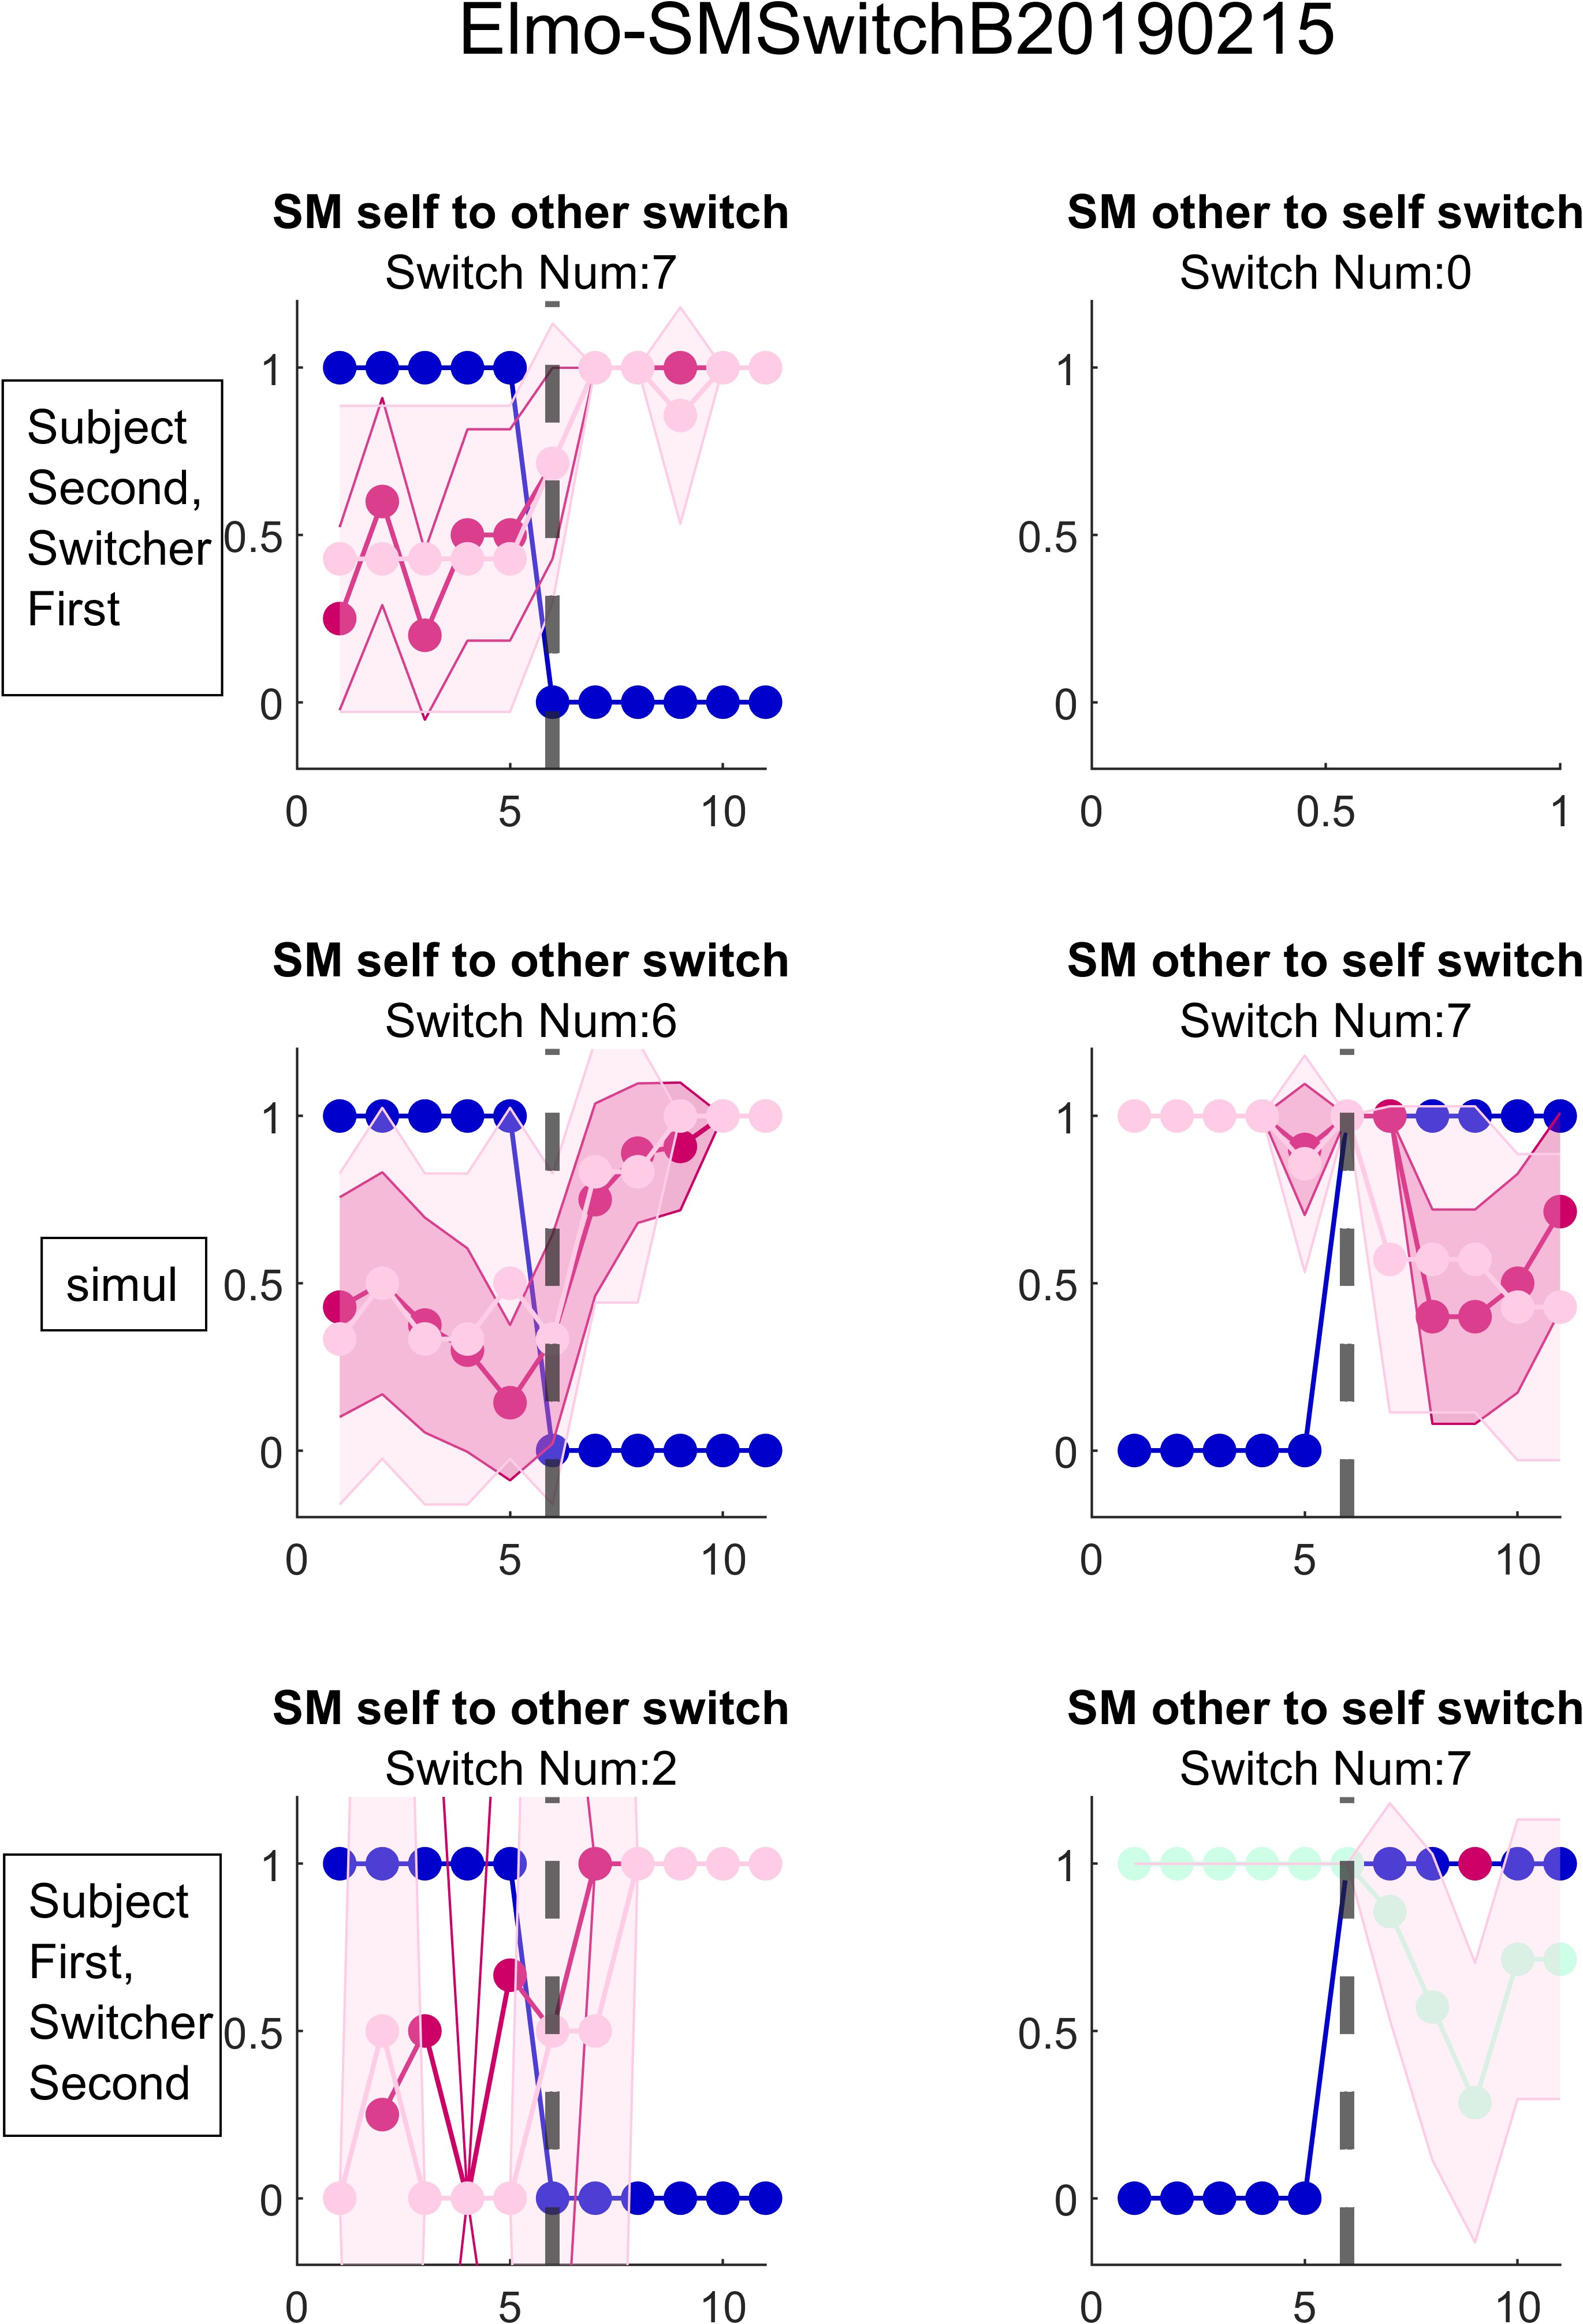 Elmo-SMSwitchB20190215
SM self to other switch
Switch Num:7
SM other to self switch
Switch Num:0
Subject
Second,
Switcher
First
1
0.5
0
0 5 10
1
0.5
0
0 0.5 1
SM self to other switch
Switch Num:6
SM other to self switch
Switch Num:7
simul
1
0.5
0
0 5 10
1
0.5
0
0 5 10
SM self to other switch
Switch Num:2
SM other to self switch
Switch Num:7
Subject
First,
Switcher
Second
1
0.5
0
0 5 10
1
0.5
0
0 5 10